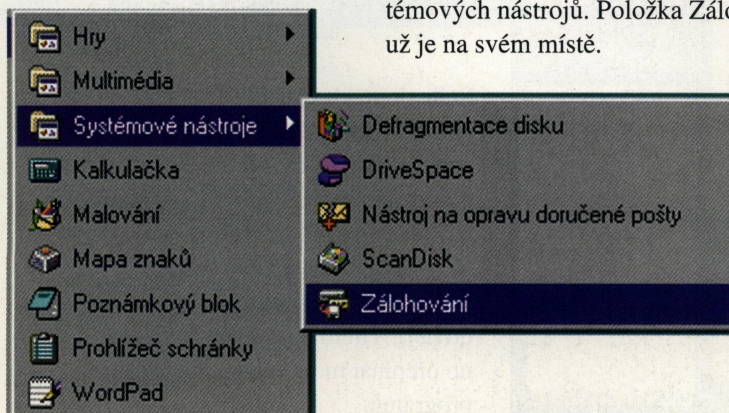 témových nástrojů. Položka
už je na svém místě.
Hry
Multimédia
Systémové nástroje
Kalkulačka
Malování
Mapa znaků
Poznámkový blok
Prohlížeč schránky
WordPad
Defragmentace disku
DriveSpace
Nástroj na opravu doručené pošty
ScanDisk
Zálohování